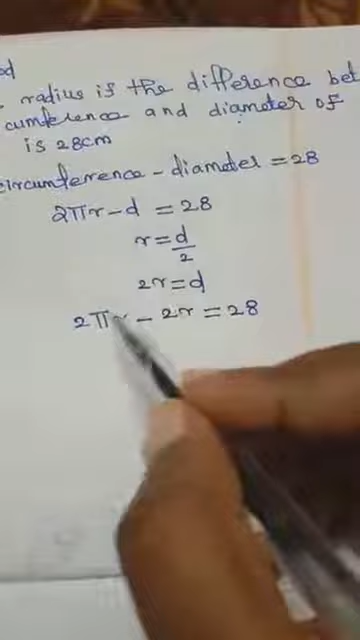 radius is the difference bet
cumference and diameter of
is 28cm
circumference - diameter = 28
2πr - d = 28
r = d/2
2r = d
2πr - 2r = 28